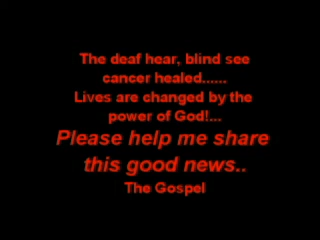 The deaf hear, blind see
cancer healed......
Lives are changed by the
power of God!...
Please help me share
this good news..
The Gospel